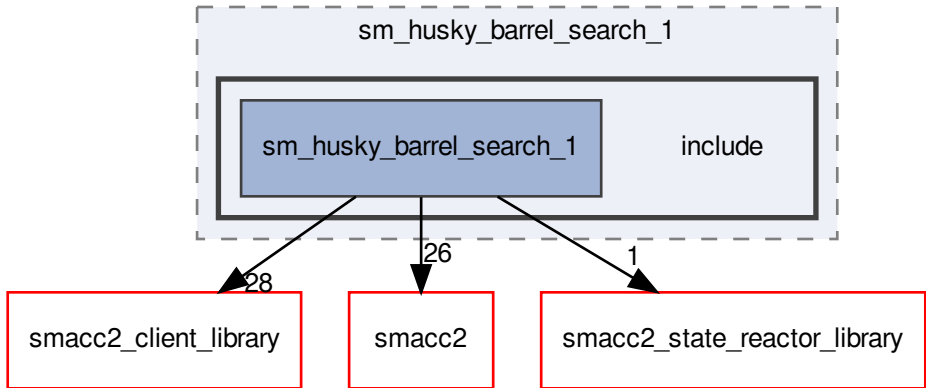 sm_husky_barrel_search_1
sm_husky_barrel_search_1
include
28
26
1
smacc2_client_library
smacc2
smacc2_state_reactor_library